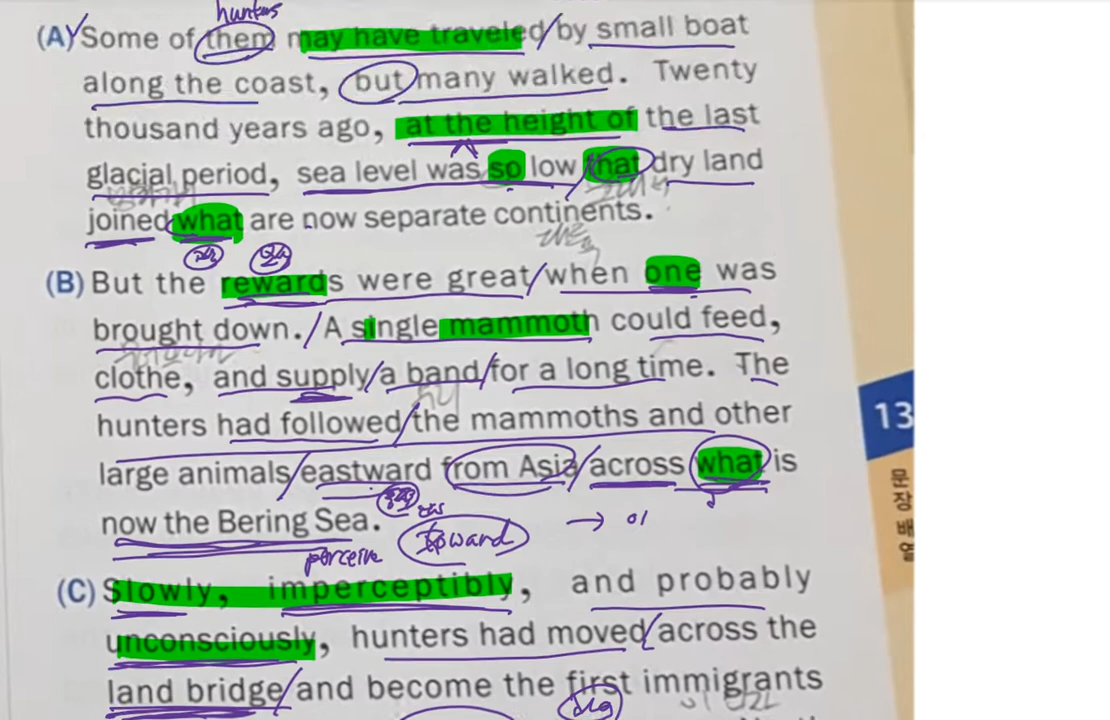 hunters
(A) Some of them may have traveled by small boat
along the coast, but many walked. Twenty
thousand years ago, at the height of the last
glacial period, sea level was so low that dry land
joined what are now separate continents.
(B) But the rewards were great when one was
brought down. A single mammoth could feed,
clothe, and supply a band for a long time. The
hunters had followed the mammoths and other
large animals eastward from Asia across what is
now the Bering Sea.
toward
→ 이
perceive
(C) Slowly, imperceptibly, and probably
unconsciously, hunters had moved across the
land bridge and become the first immigrants
13
문장 배열